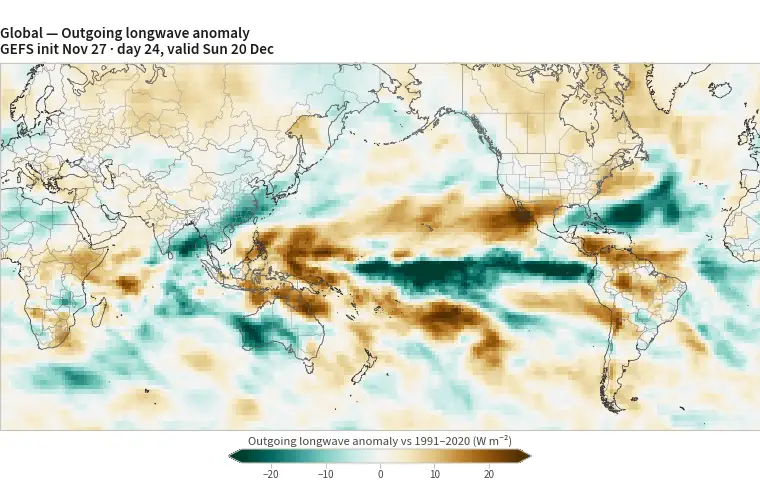 Global — Outgoing longwave anomaly
GEFS init Nov 27 · day 24, valid Sun 20 Dec
Outgoing longwave anomaly vs 1991–2020 (W m⁻²)
−20 −10 0 10 20